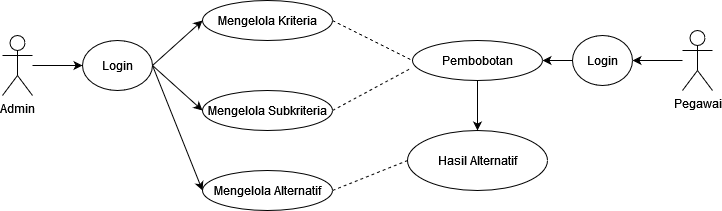 Mengelola Kriteria
Login
Pembobotan
Login
Admin
Mengelola Subkriteria
Pegawai
Hasil Alternatif
Mengelola Alternatif